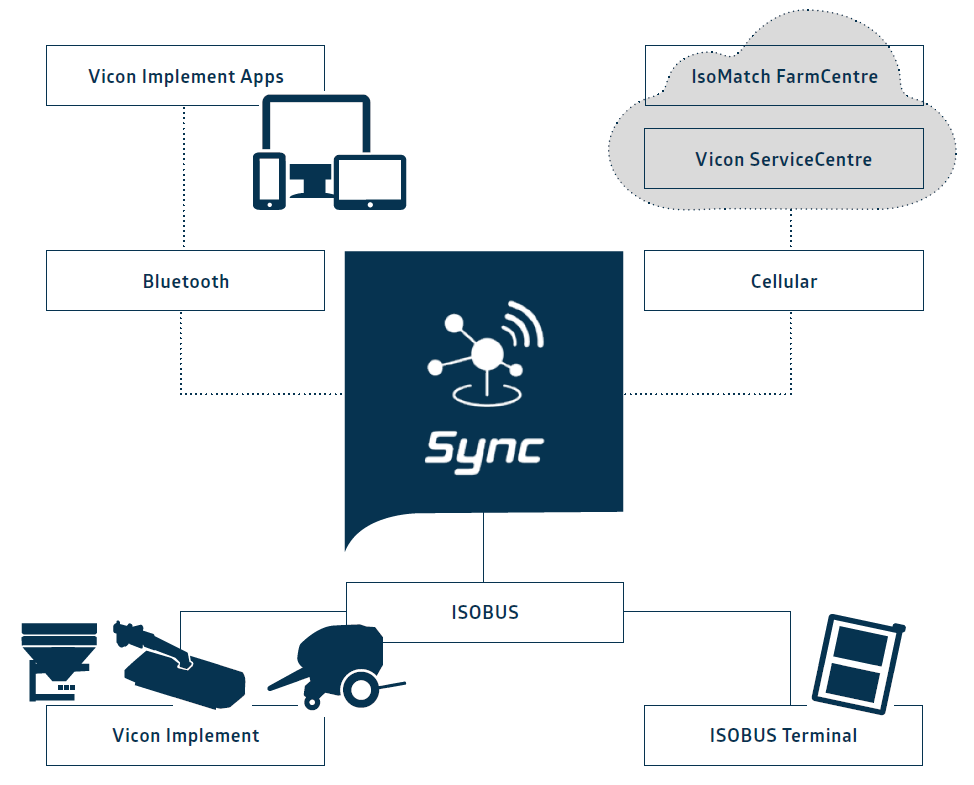 Vicon Implement Apps
IsoMatch FarmCentre
Vicon ServiceCentre
Bluetooth
Cellular
Sync
ISOBUS
Vicon Implement
ISOBUS Terminal